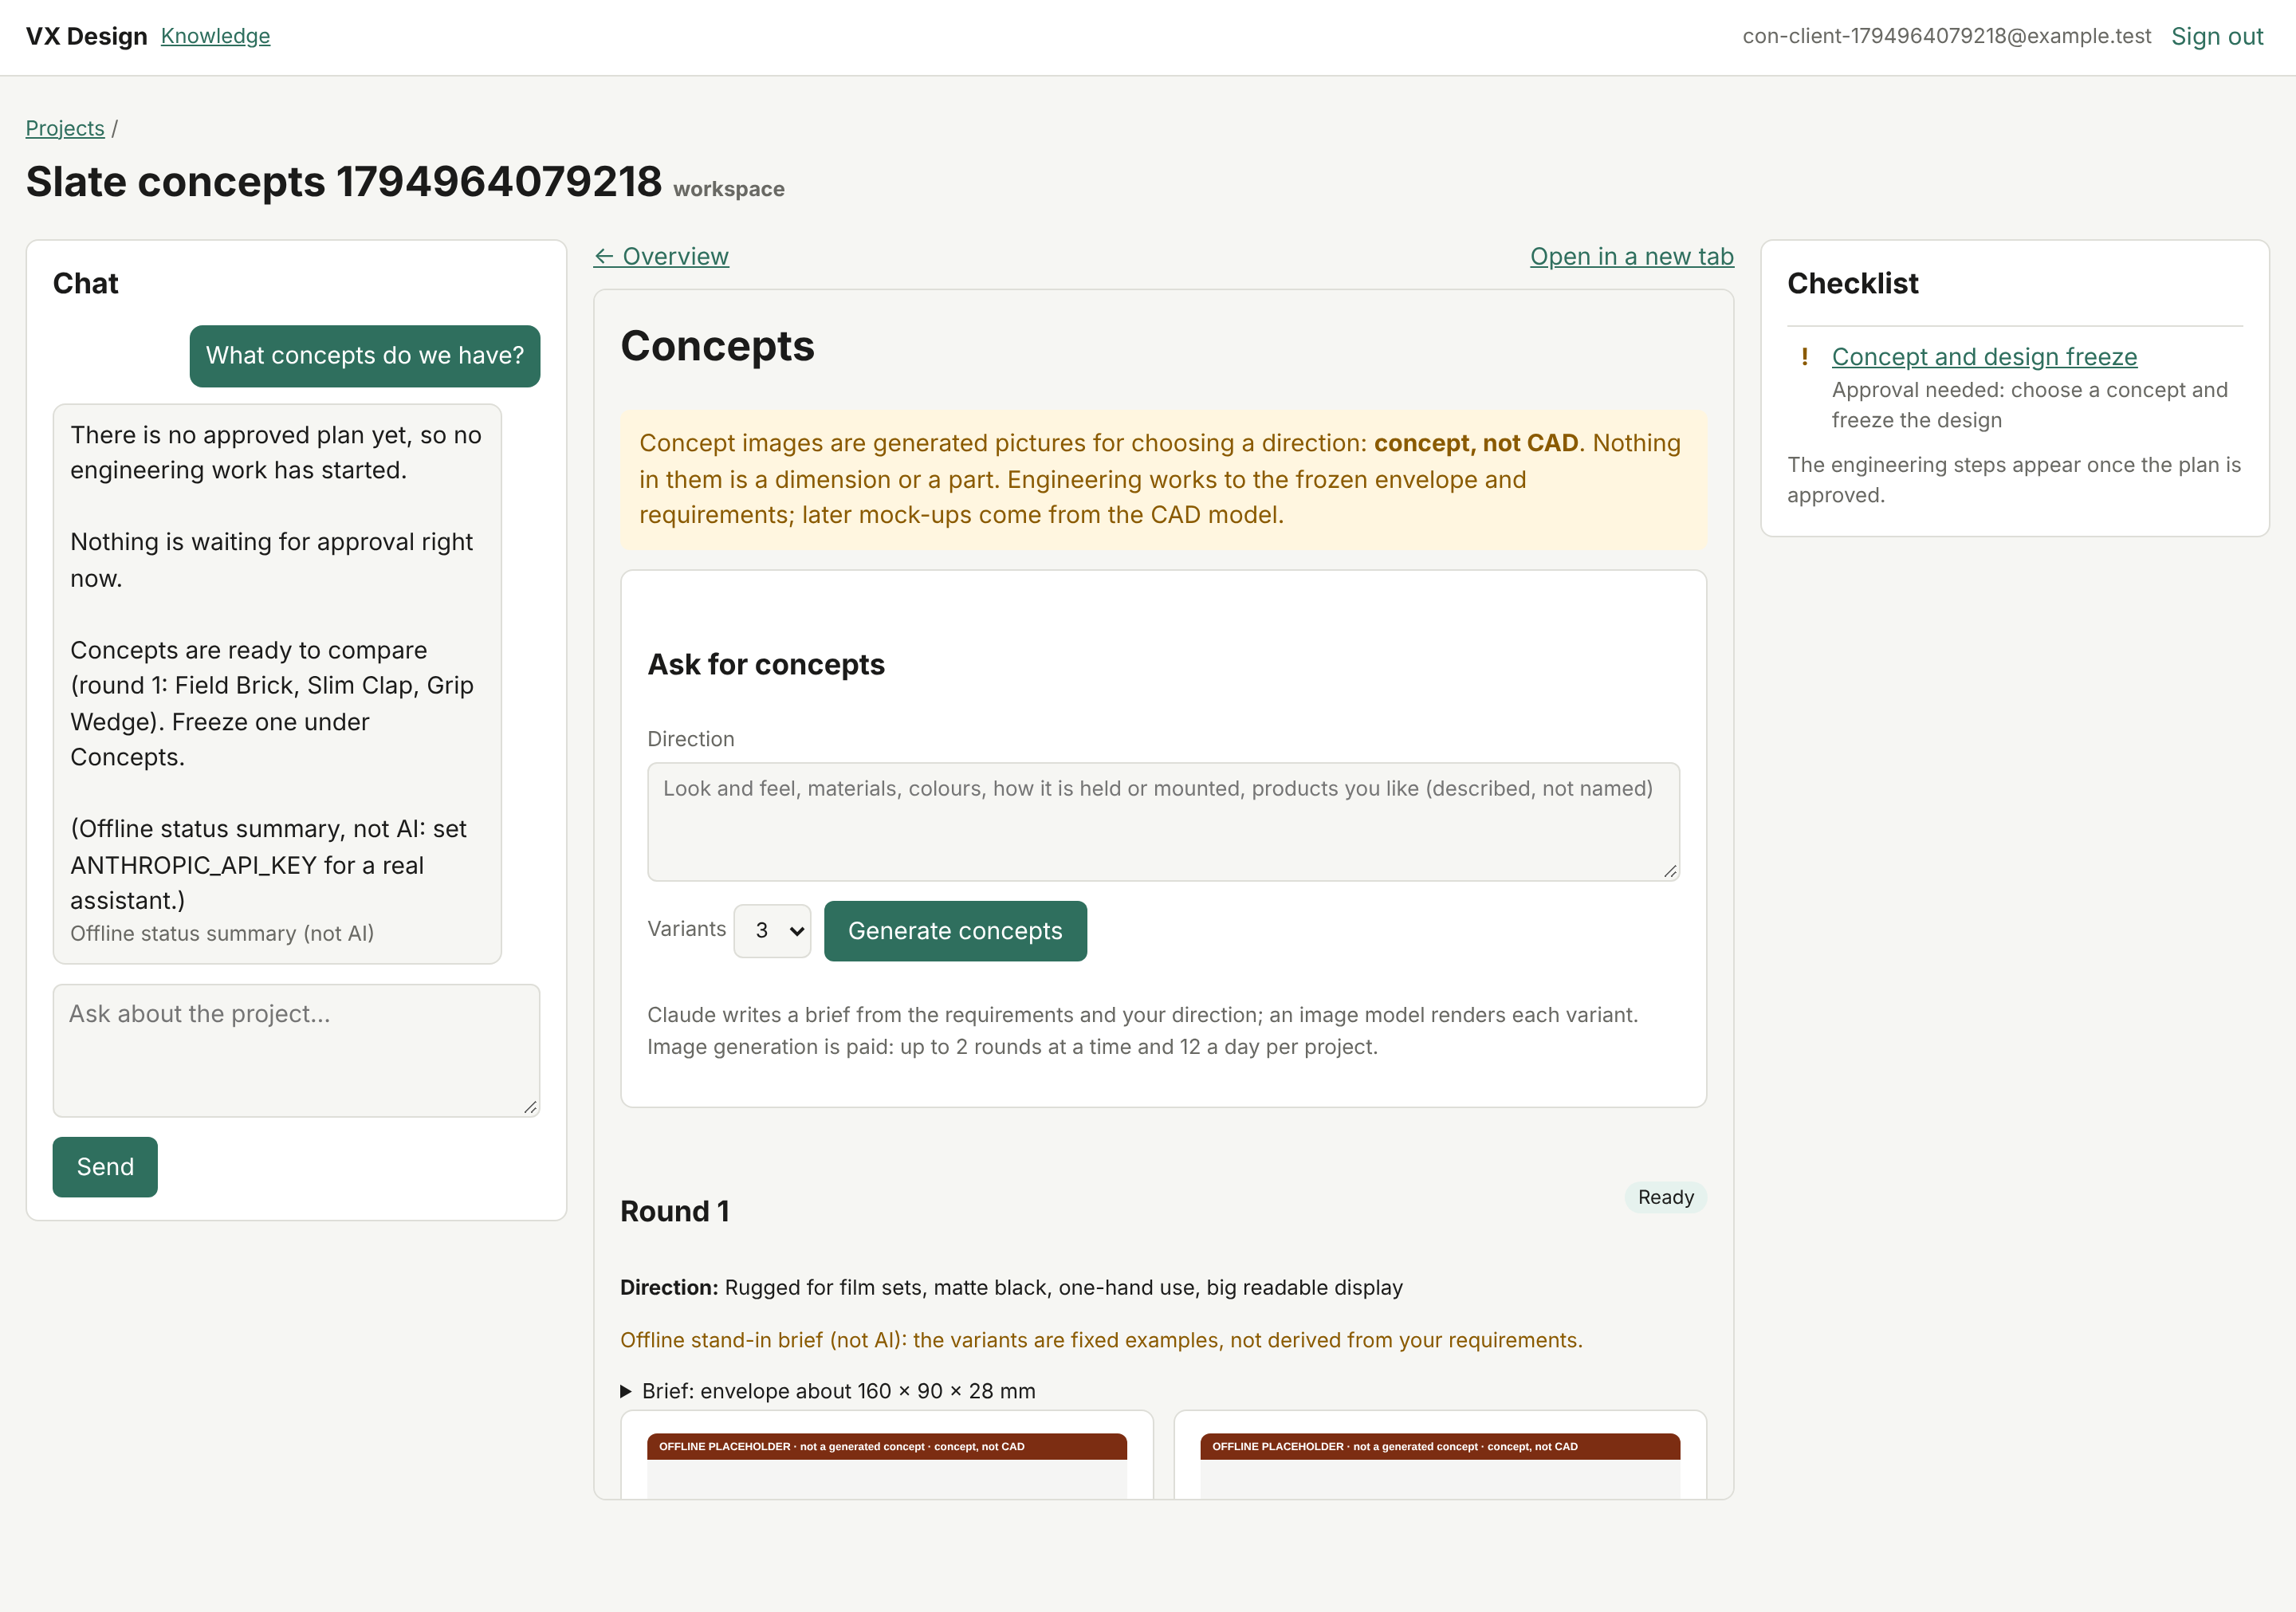 VX Design Knowledge
con-client-1794964079218@example.test Sign out
Projects /
Slate concepts 1794964079218 workspace
Chat
What concepts do we have?
There is no approved plan yet, so no
engineering work has started.
Nothing is waiting for approval right
now.
Concepts are ready to compare
(round 1: Field Brick, Slim Clap, Grip
Wedge). Freeze one under
Concepts.
(Offline status summary, not AI: set
ANTHROPIC_API_KEY for a real
assistant.)
Offline status summary (not AI)
Ask about the project...
Send
← Overview
Open in a new tab
Concepts
Concept images are generated pictures for choosing a direction: concept, not CAD. Nothing
in them is a dimension or a part. Engineering works to the frozen envelope and
requirements; later mock-ups come from the CAD model.
Ask for concepts
Direction
Look and feel, materials, colours, how it is held or mounted, products you like (described, not named)
Variants 3 Generate concepts
Claude writes a brief from the requirements and your direction; an image model renders each variant.
Image generation is paid: up to 2 rounds at a time and 12 a day per project.
Round 1
Ready
Direction: Rugged for film sets, matte black, one-hand use, big readable display
Offline stand-in brief (not AI): the variants are fixed examples, not derived from your requirements.
▶ Brief: envelope about 160 × 90 × 28 mm
OFFLINE PLACEHOLDER · not a generated concept · concept, not CAD
OFFLINE PLACEHOLDER · not a generated concept · concept, not CAD
Checklist
! Concept and design freeze
Approval needed: choose a concept and
freeze the design
The engineering steps appear once the plan is
approved.